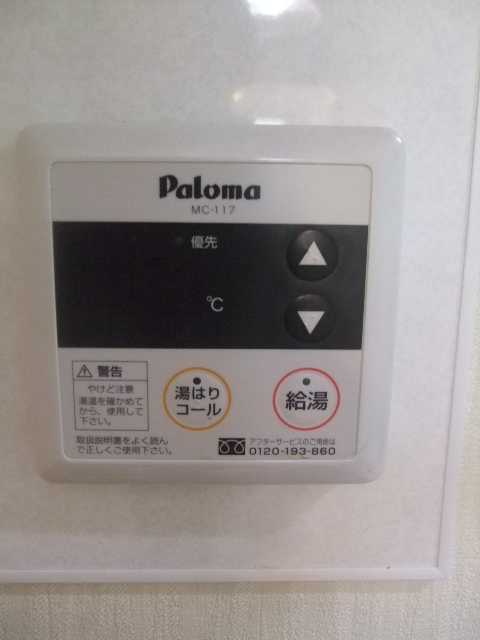 Paloma
MC-117
優先
℃
警告
やけど注意
湯温を確かめて
から、使用して
下さい。
湯はり
コール
給湯
取扱説明書をよく読ん
で正しくご使用下さい。
アフターサービスのご用命は
0120-193-860